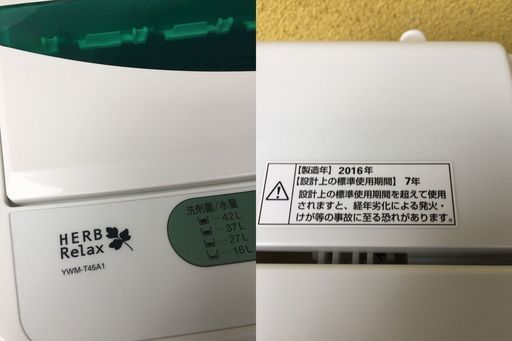 HERB
Relax
YWM-T45A1
洗剤量/水量
42L
37L
27L
16L
【製造年】 2016年
【設計上の標準使用期間】 7年
設計上の標準使用期間を超えて使用
されますと、経年劣化による発火・
けが等の事故に至る恐れがあります。